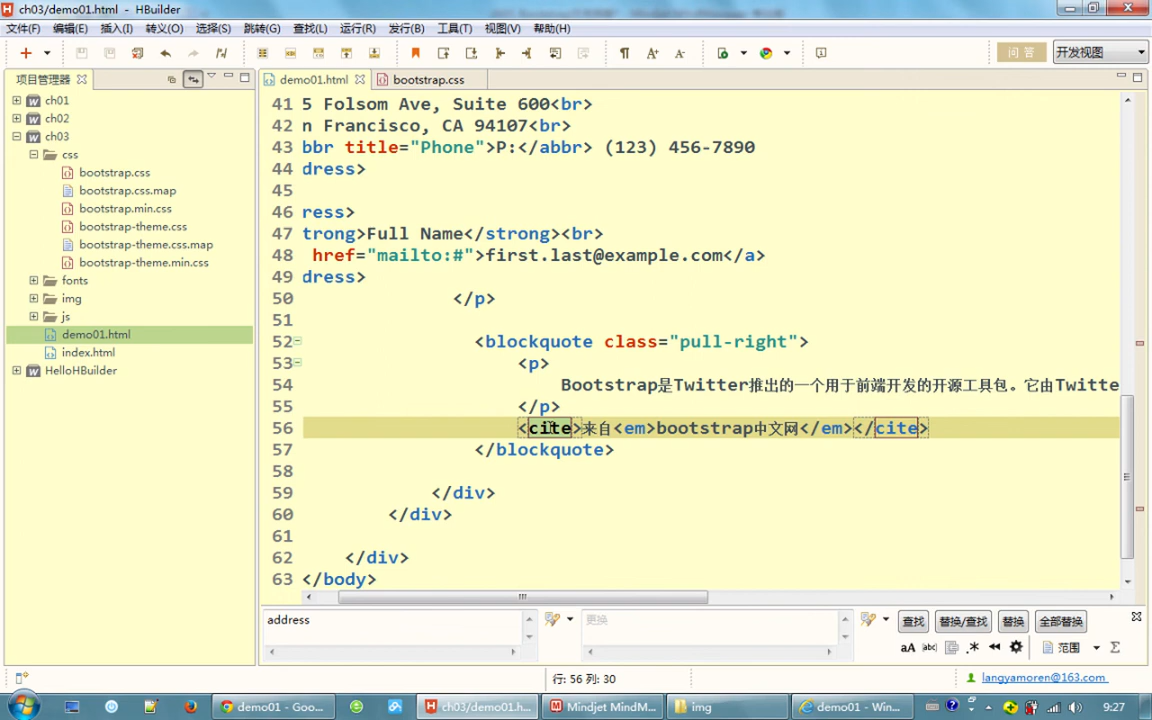 ch03/demo01.html - HBuilder
文件(F) 编辑(E) 插入(I) 转义(O) 选择(S) 跳转(G) 查找(L) 运行(R) 发行(B) 工具(T) 视图(V) 帮助(H)
问答 开发视图
项目管理器
demo01.html bootstrap.css
ch01
ch02
ch03
css
bootstrap.css
bootstrap.css.map
bootstrap.min.css
bootstrap-theme.css
bootstrap-theme.css.map
bootstrap-theme.min.css
fonts
img
js
demo01.html
index.html
HelloHBuilder
41 5 Folsom Ave, Suite 600<br>
42 n Francisco, CA 94107<br>
43 bbr title="Phone">P:</abbr> (123) 456-7890
44 dress>
45
46 ress>
47 trong>Full Name</strong><br>
48 href="mailto:#">first.last@example.com</a>
49 dress>
50 </p>
51
52 <blockquote class="pull-right">
53 <p>
54 Bootstrap是Twitter推出的一个用于前端开发的开源工具包。它由Twitte
55 </p>
56 <cite>来自<em>bootstrap中文网</em></cite>
57 </blockquote>
58
59 </div>
60 </div>
61
62 </div>
63 </body>
address 更换 查找 替换/查找 替换 全部替换
aA abc .* 范围 Σ
行: 56 列: 30 langyamoren@163.com
demo01 - Goo... ch03/demo01.h... Mindjet MindM... img demo01 - Win... 9:27